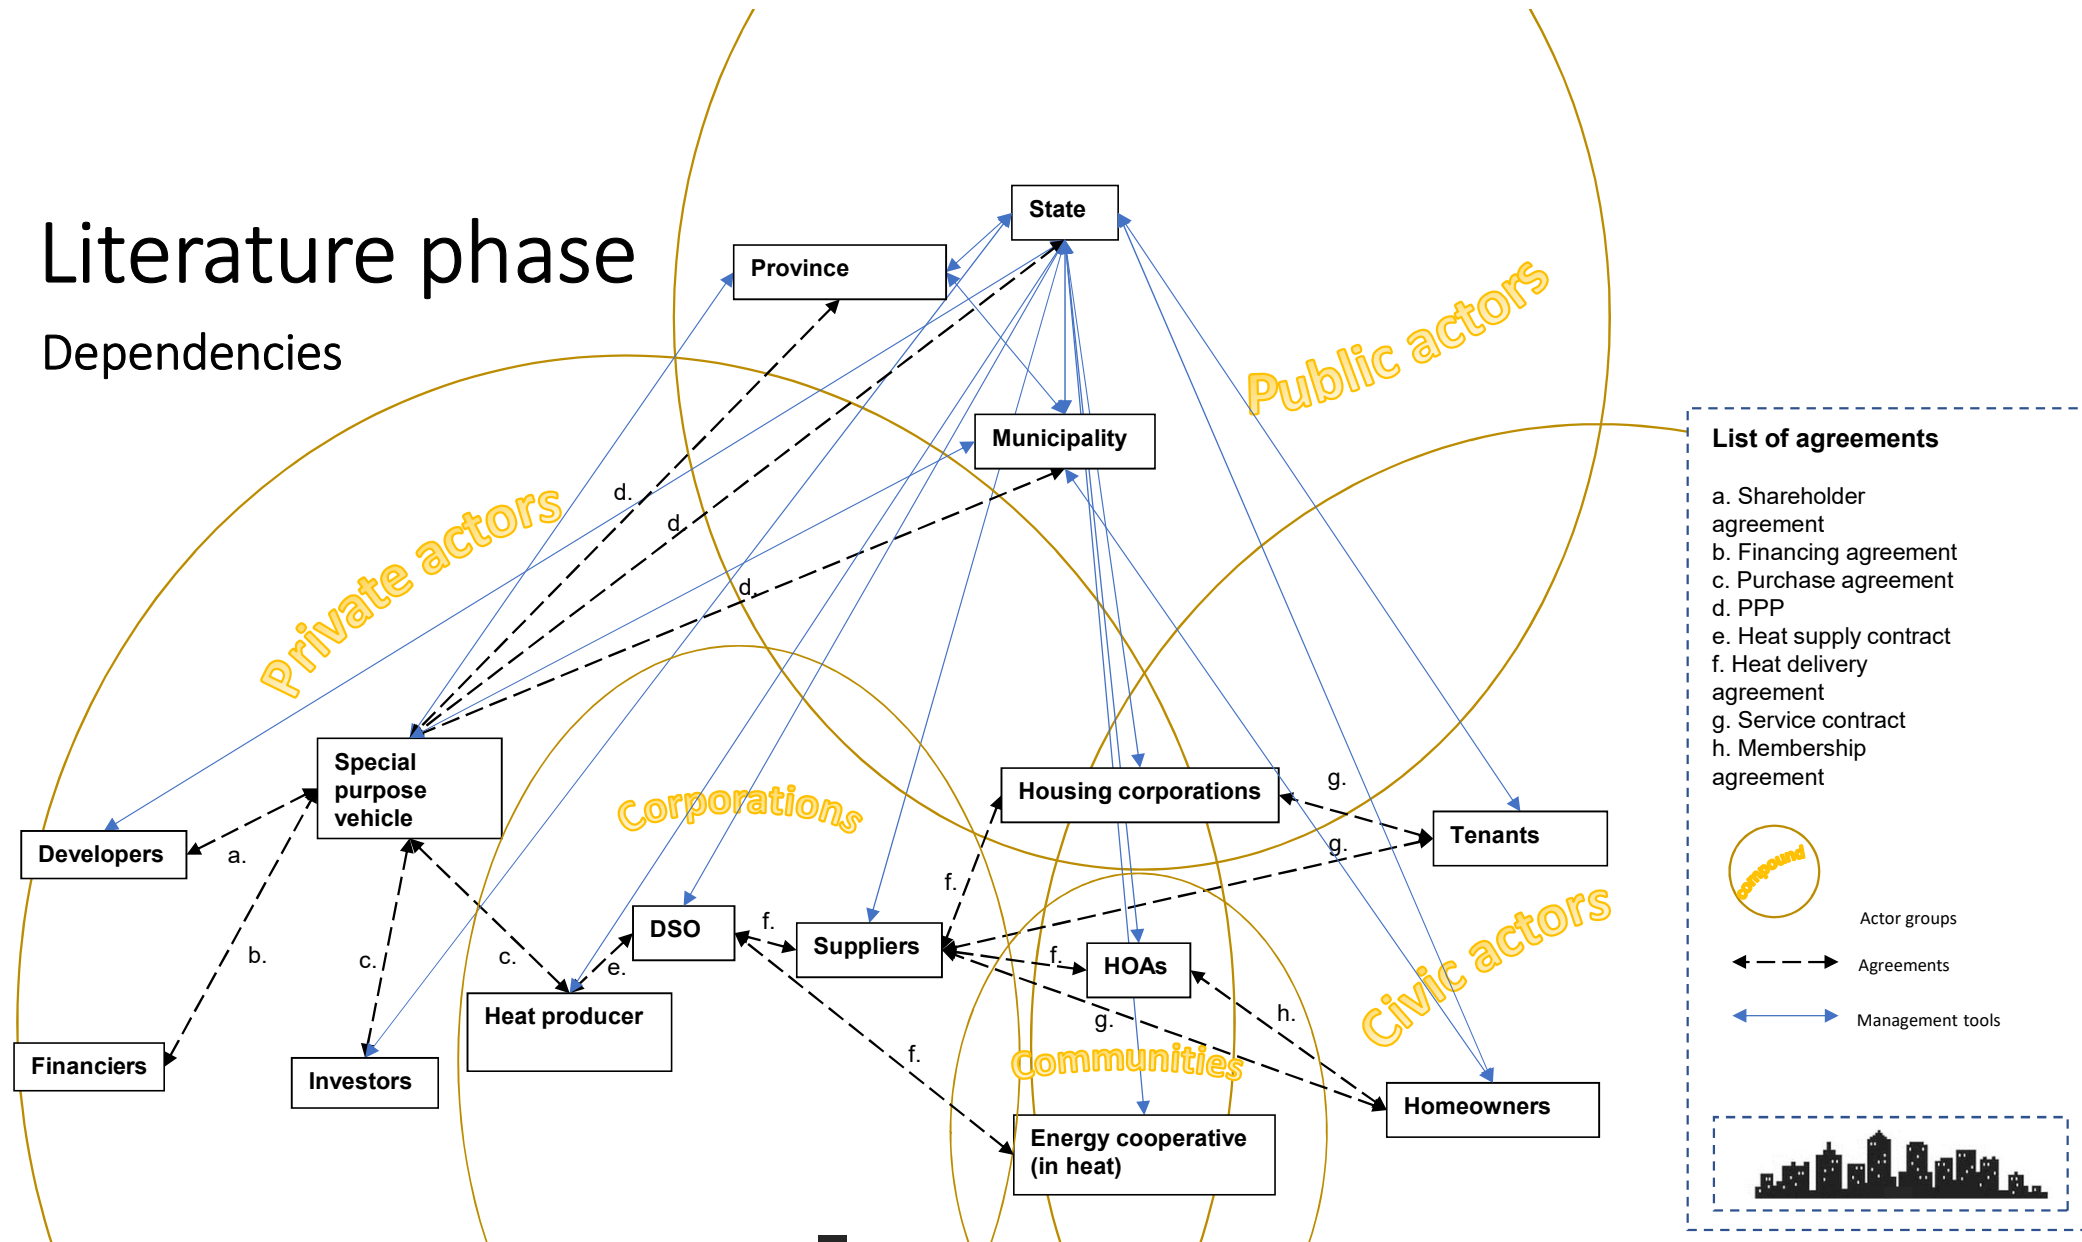 Literature phase
Dependencies
State
Province
Public actors
Municipality
d.
d.
d.
Private actors
Special
purpose
vehicle
Developers
a.
b.
c.
c.
Financiers
Investors
Heat producer
Corporations
DSO
e.
f.
Suppliers
f.
f.
f.
Housing corporations
g.
g.
g.
Tenants
HOAs
h.
Civic actors
Communities
Homeowners
Energy cooperative
(in heat)
List of agreements
a. Shareholder
agreement
b. Financing agreement
c. Purchase agreement
d. PPP
e. Heat supply contract
f. Heat delivery
agreement
g. Service contract
h. Membership
agreement
compound
Actor groups
Agreements
Management tools